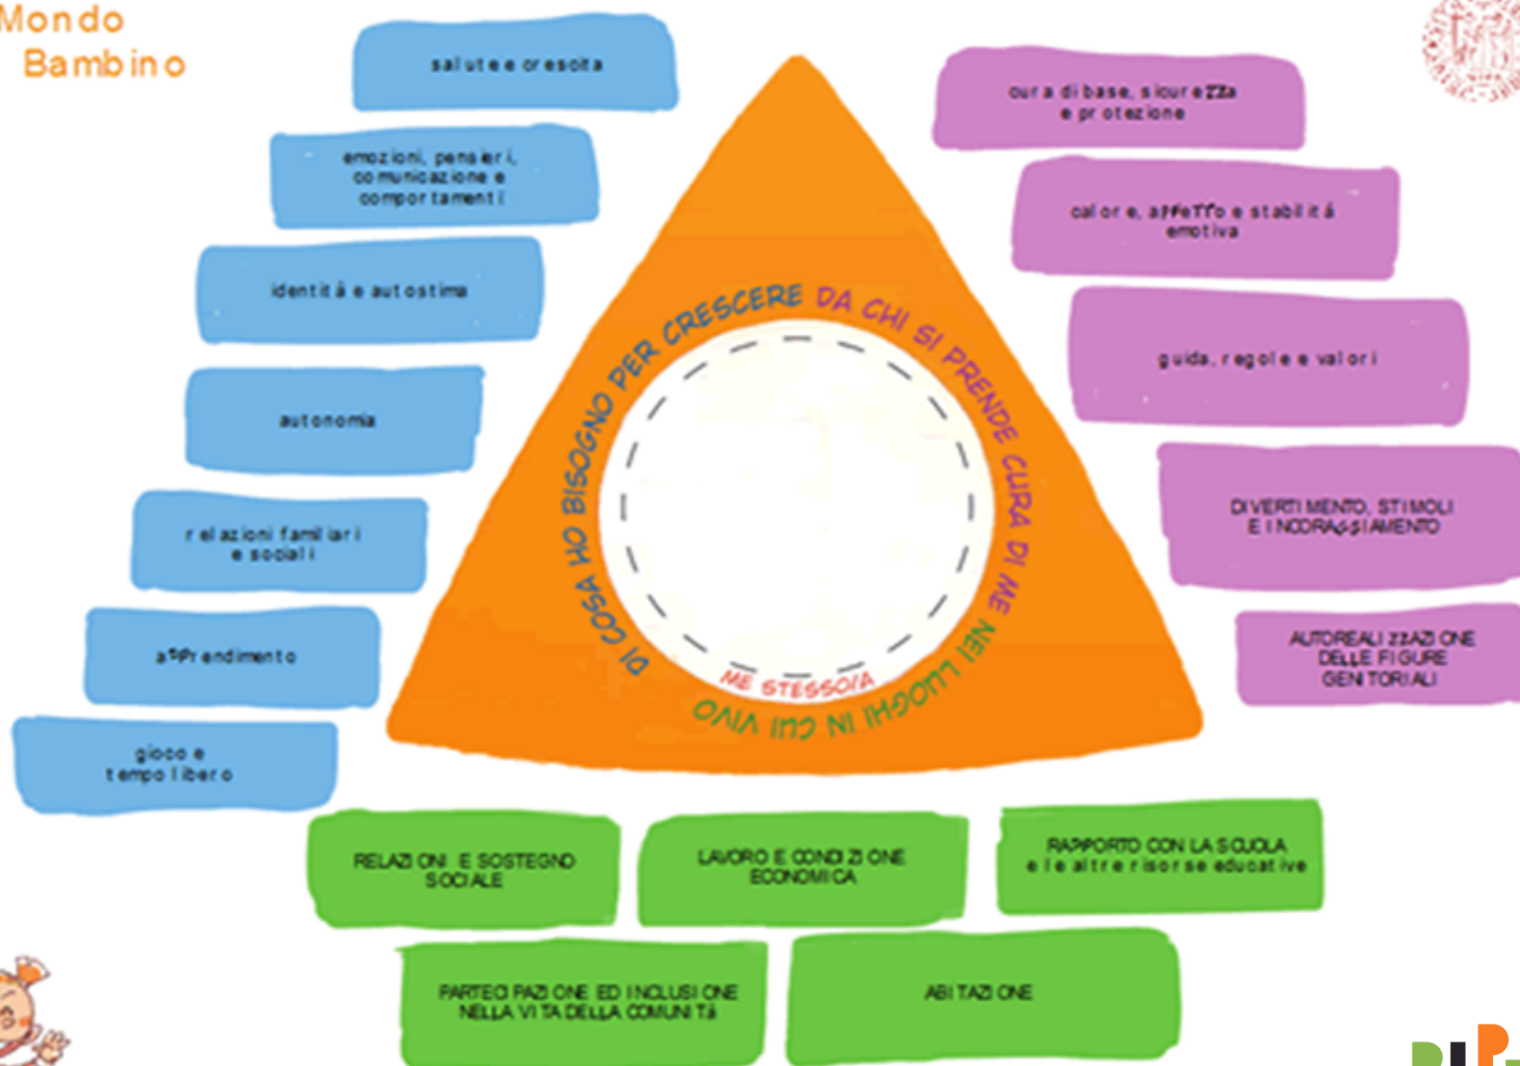 Mondo
Bambino
salute e crescita
emozioni, pensieri,
comunicazione e
comportamenti
identità e autostima
autonomia
relazioni familiari
e sociali
apprendimento
gioco e
tempo libero
cura di base, sicurezza
e protezione
calore, affetto e stabilità
emotiva
guida, regole e valori
DIVERTIMENTO, STIMOLI
E INCORAGGIAMENTO
AUTOREALIZZAZIONE
DELLE FIGURE
GENITORIALI
DI COSA HO BISOGNO PER CRESCERE
DA CHI SI PRENDE CURA DI ME
NEI LUOGHI IN CUI VIVO
ME STESSO/A
RELAZIONI E SOSTEGNO
SOCIALE
LAVORO E CONDIZIONE
ECONOMICA
RAPPORTO CON LA SCUOLA
e le altre risorse educative
PARTECIPAZIONE ED INCLUSIONE
NELLA VITA DELLA COMUNITà
ABITAZIONE